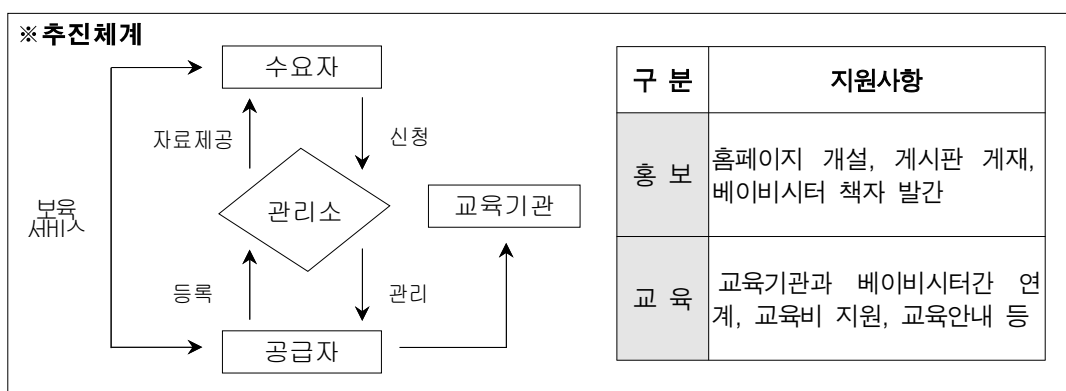 ※추진체계
수요자
자료제공
신청
보육
서비스
관리소
교육기관
등록
관리
공급자
구 분
지원사항
홍 보
홈페이지 개설, 게시판 게재,
베이비시터 책자 발간
교 육
교육기관과 베이비시터간 연
계, 교육비 지원, 교육안내 등